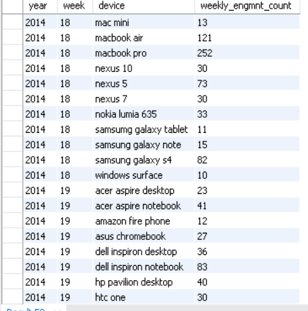 year week device weekly_engmnt_count
2014 18 mac mini 13
2014 18 macbook air 121
2014 18 macbook pro 252
2014 18 nexus 10 30
2014 18 nexus 5 73
2014 18 nexus 7 30
2014 18 nokia lumia 635 33
2014 18 samsumg galaxy tablet 11
2014 18 samsung galaxy note 15
2014 18 samsung galaxy s4 82
2014 18 windows surface 10
2014 19 acer aspire desktop 23
2014 19 acer aspire notebook 41
2014 19 amazon fire phone 12
2014 19 asus chromebook 27
2014 19 dell inspiron desktop 36
2014 19 dell inspiron notebook 83
2014 19 hp pavilion desktop 40
2014 19 htc one 30